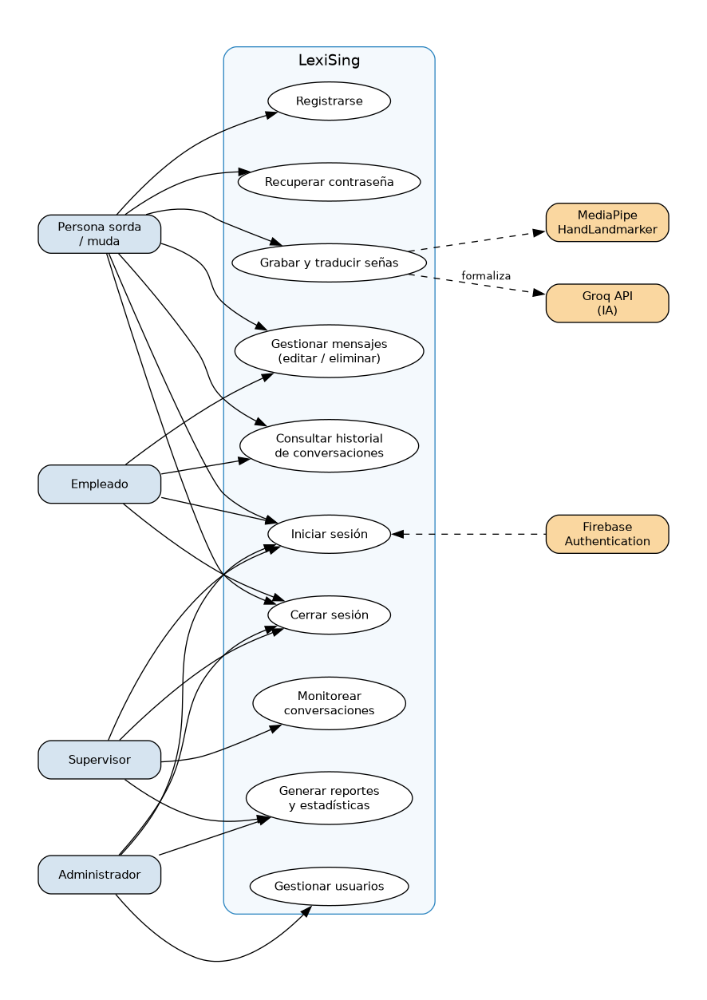 LexiSing
Registrarse
Recuperar contraseña
Persona sorda
/ muda
Grabar y traducir señas
MediaPipe
HandLandmarker
formaliza
Groq API
(IA)
Gestionar mensajes
(editar / eliminar)
Consultar historial
de conversaciones
Empleado
Iniciar sesión
Firebase
Authentication
Cerrar sesión
Monitorear
conversaciones
Supervisor
Generar reportes
y estadísticas
Administrador
Gestionar usuarios